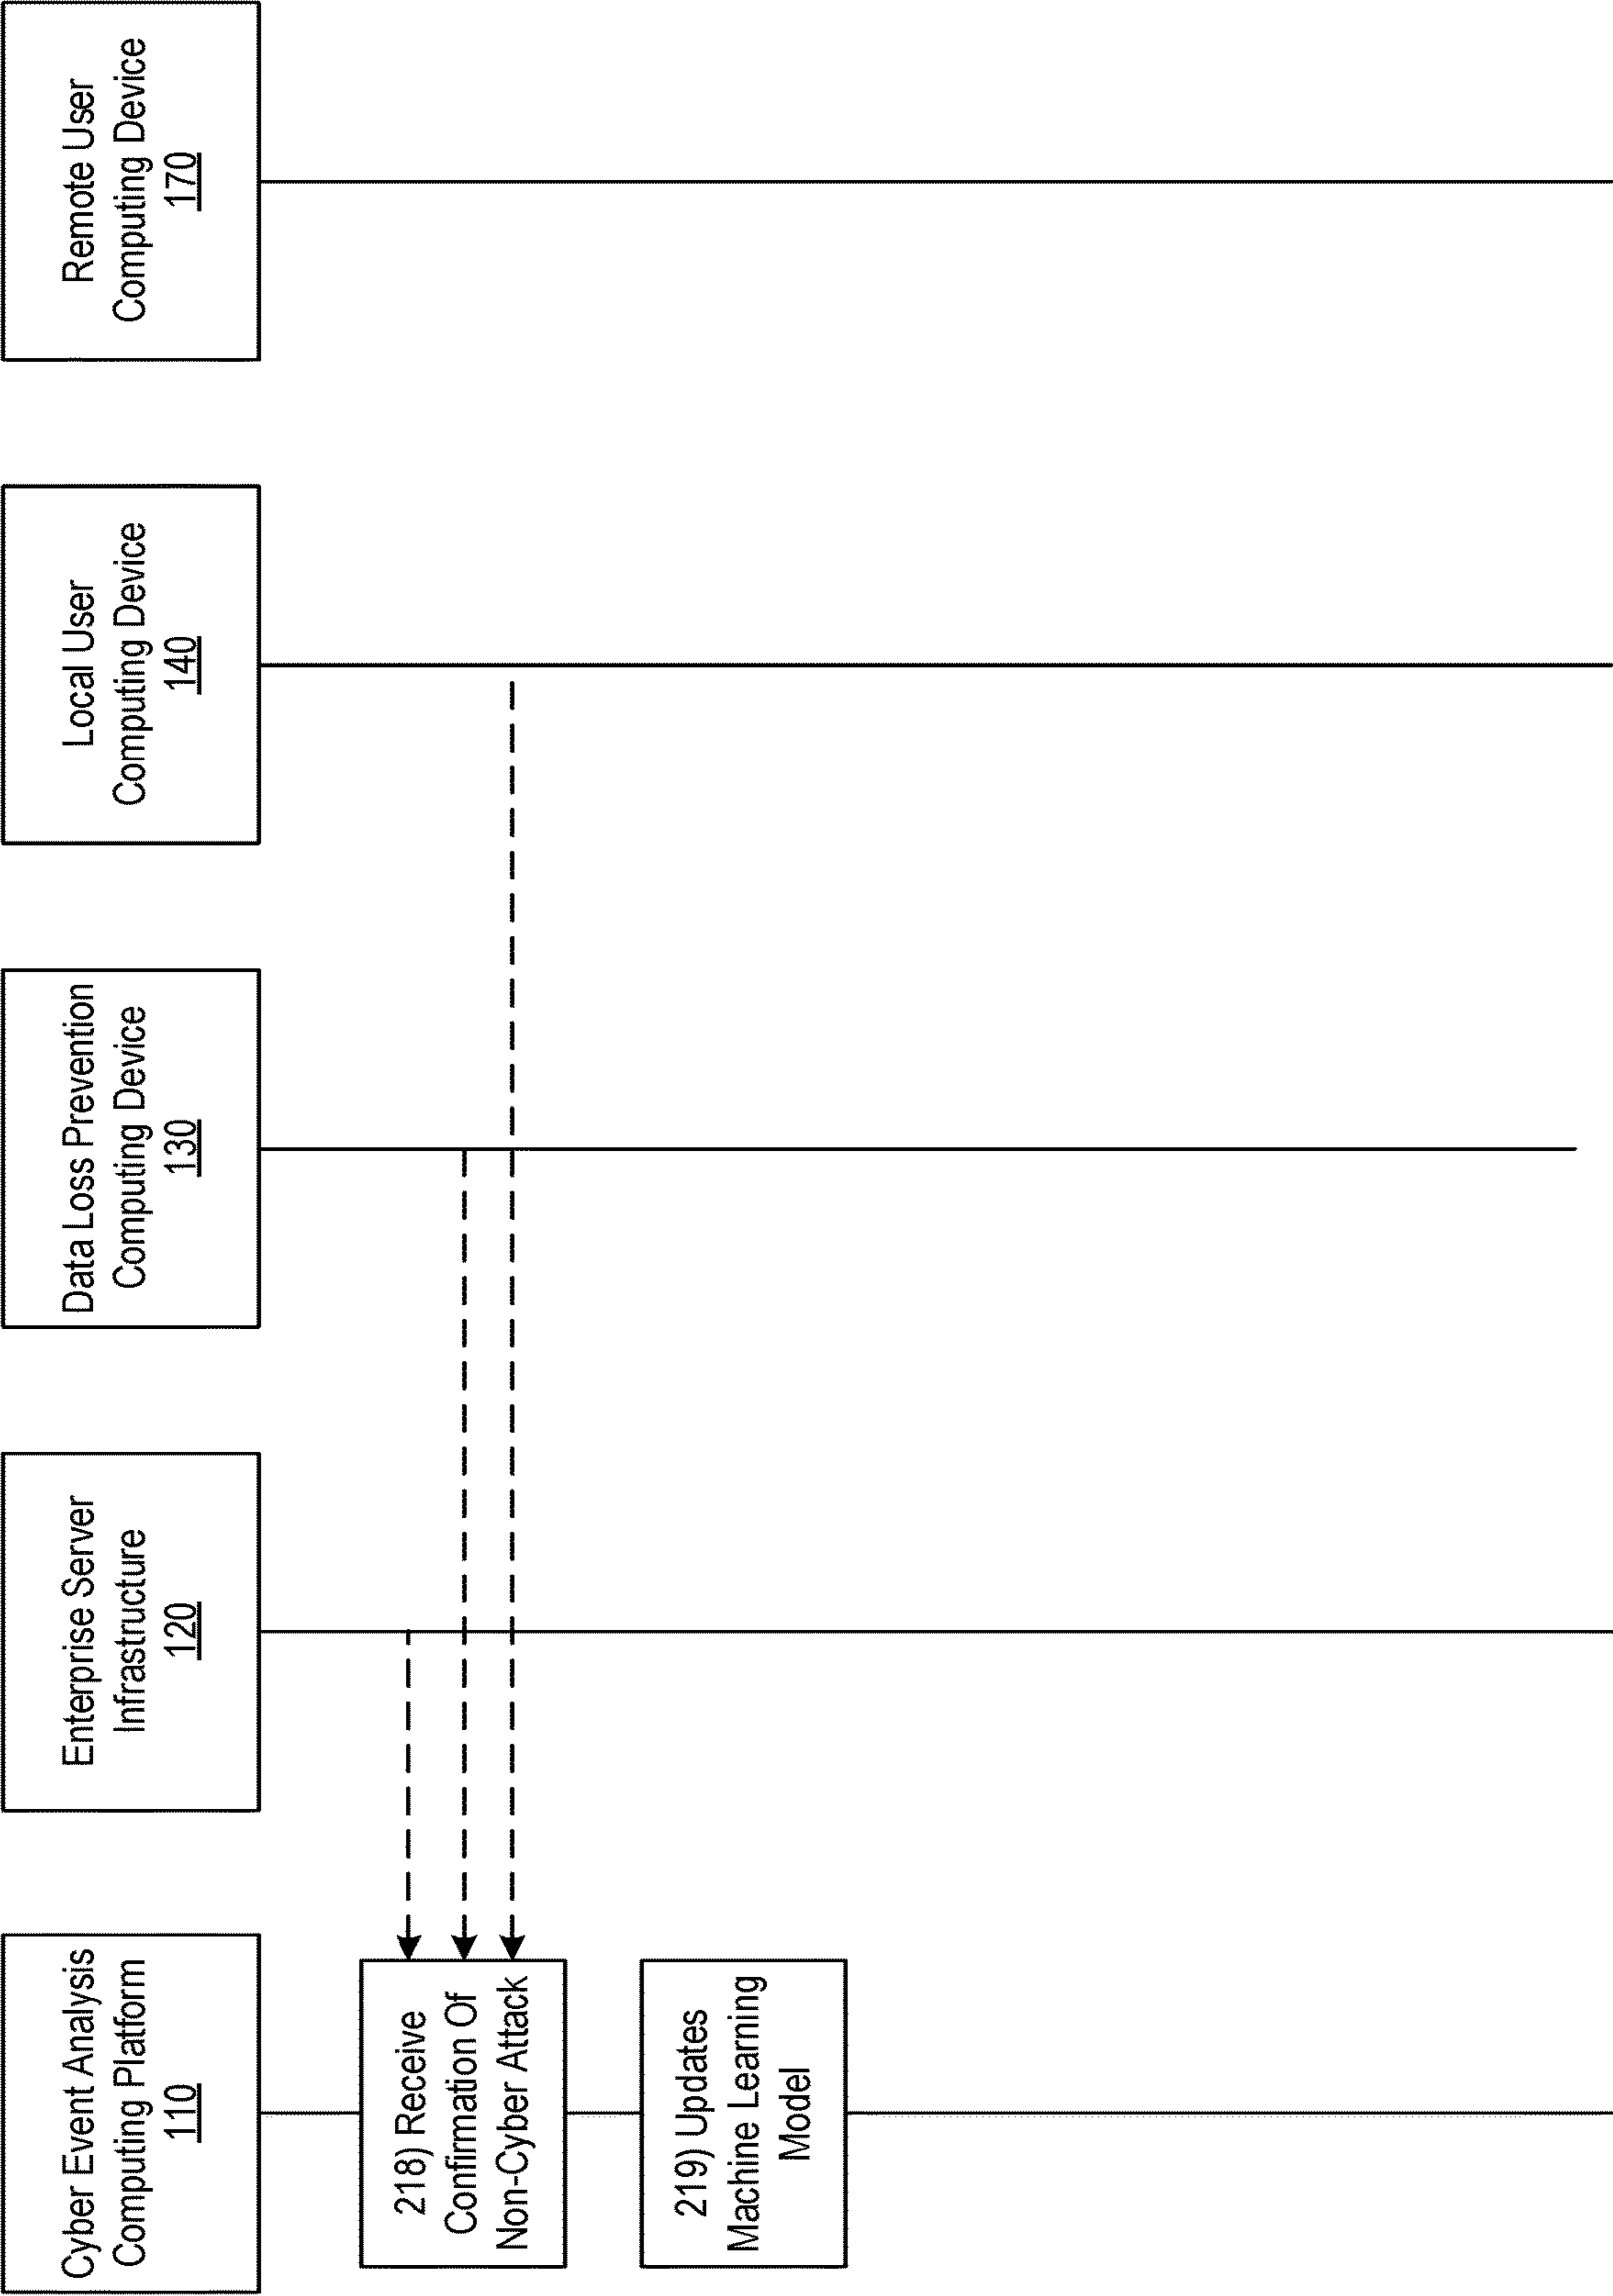 Cyber Event Analysis
Computing Platform
110
Enterprise Server
Infrastructure
120
Data Loss Prevention
Computing Device
130
Local User
Computing Device
140
Remote User
Computing Device
170
218) Receive
Confirmation Of
Non-Cyber Attack
219) Updates
Machine Learning
Model